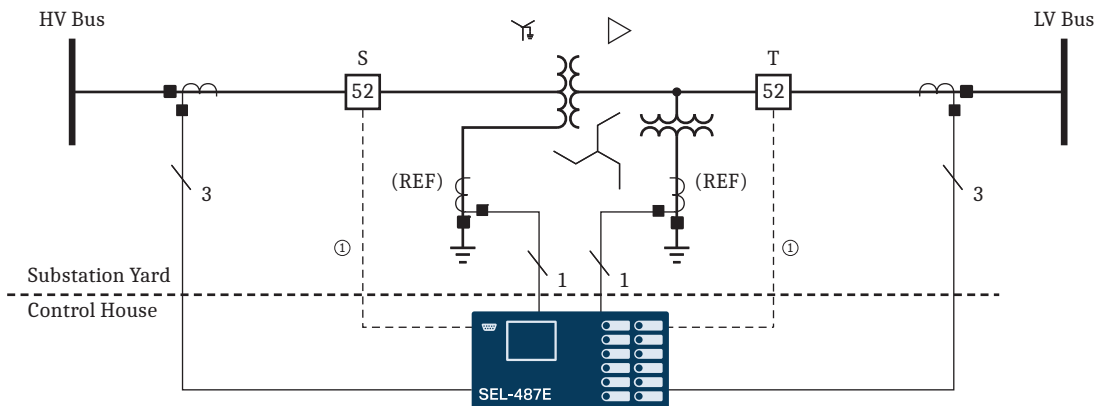 HV Bus
LV Bus
S
T
52
52
(REF)
(REF)
3
3
①
①
1
1
Substation Yard
Control House
SEL-487E